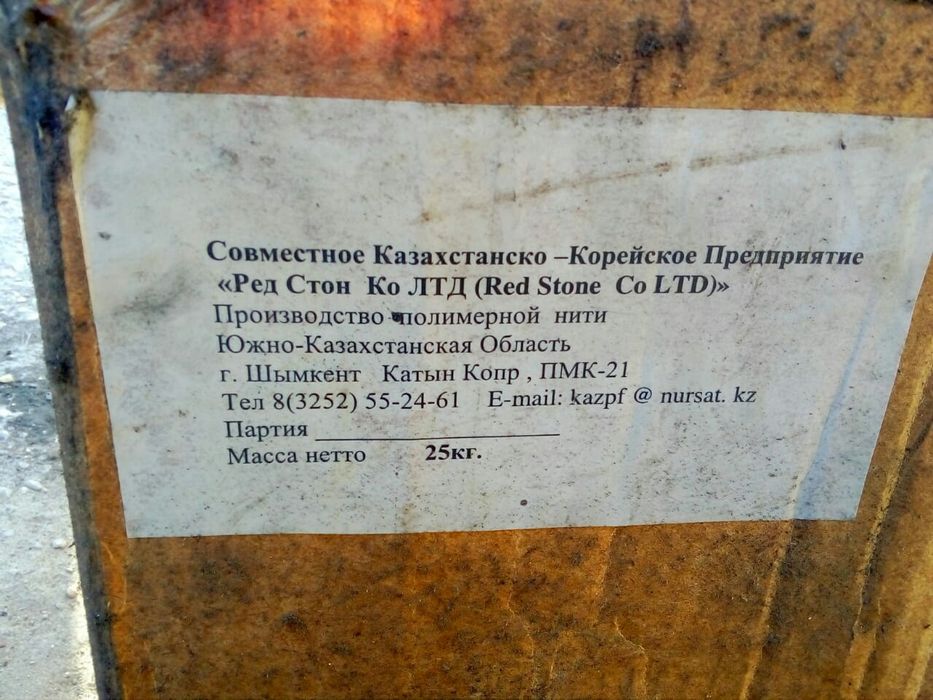 Совместное Казахстанско –Корейское Предприятие
«Ред Стон Ко ЛТД (Red Stone Co LTD)»
Производство полимерной нити
Южно-Казахстанская Область
г. Шымкент Катын Копр , ПМК-21
Тел 8(3252) 55-24-61 E-mail: kazpf @ nursat. kz
Партия ____________________
Масса нетто 25кг.